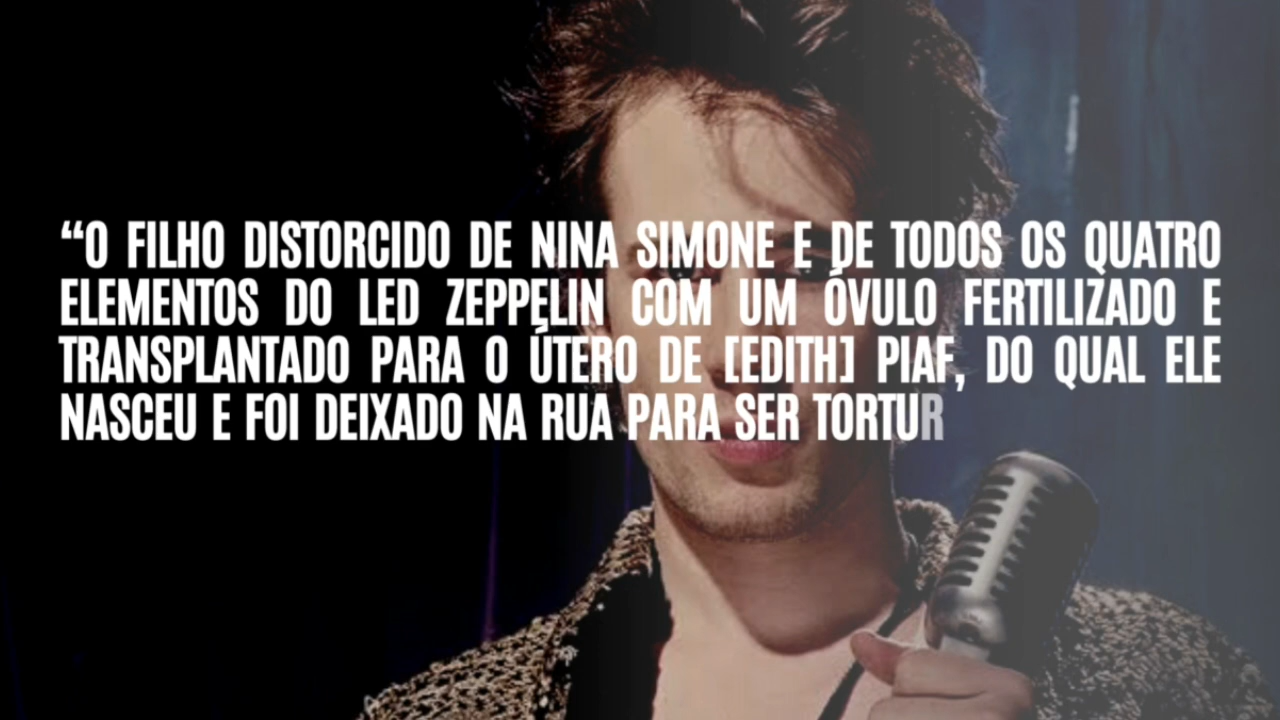 “O FILHO DISTORCIDO DE NINA SIMONE E DE TODOS OS QUATRO
ELEMENTOS DO LED ZEPPELIN COM UM ÓVULO FERTILIZADO E
TRANSPLANTADO PARA O ÚTERO DE [EDITH] PIAF, DO QUAL ELE
NASCEU E FOI DEIXADO NA RUA PARA SER TORTUR